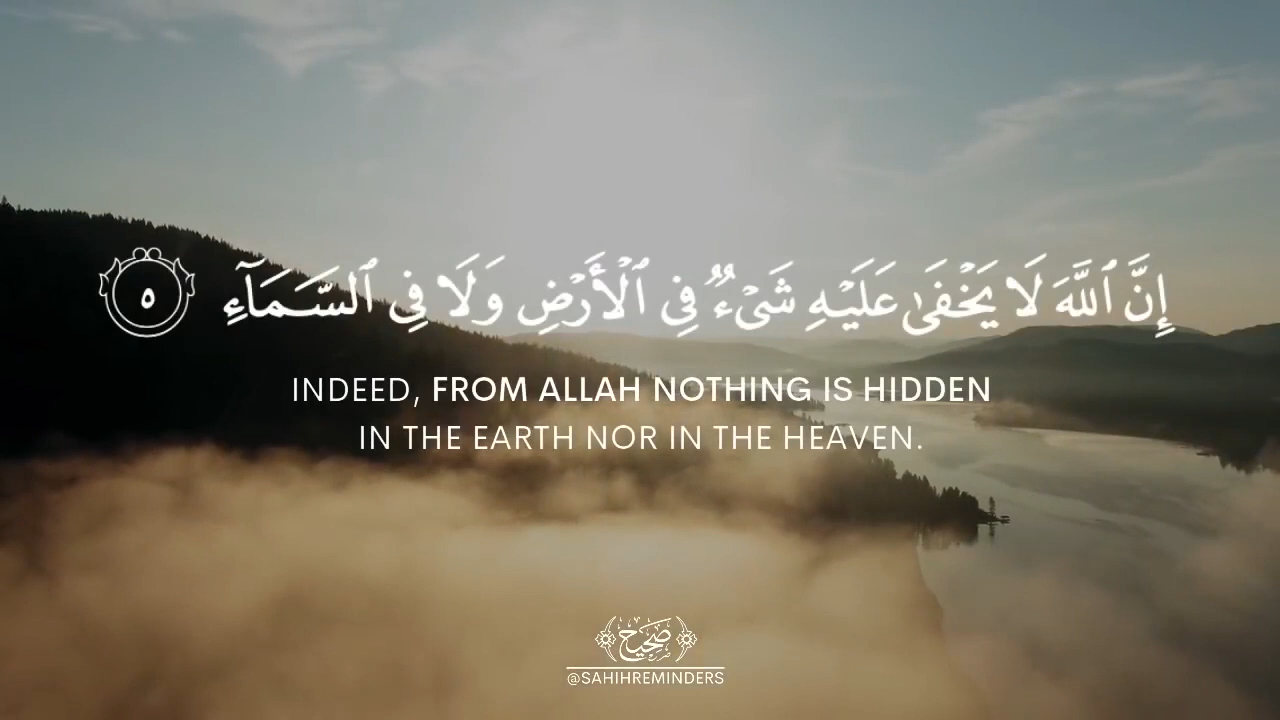 إِنَّ ٱللَّهَ لَا يَخْفَىٰ عَلَيْهِ شَىْءٌ فِى ٱلْأَرْضِ وَلَا فِى ٱلسَّمَآءِ ٥
INDEED, FROM ALLAH NOTHING IS HIDDEN
IN THE EARTH NOR IN THE HEAVEN.
صَحِيح
@SAHIHREMINDERS